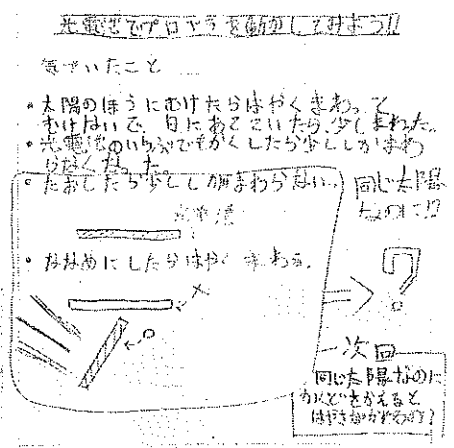 光電池でプロペラを動かしてみよう!!
気づいたこと
・太陽のほうにむけたらはやくまわって
むけないで、日にあてていたら、少しまわった。
・光電池のいちぶでもかくしたら少ししかまわ
らなくなった。
・たおしたら少ししかまわらない。
同じ太陽
なのに!?
光電池
・ななめにしたらはやくまわる。
×
○
?
次回
同じ太陽なのに
かくどをかえると
はやさがかわるの?